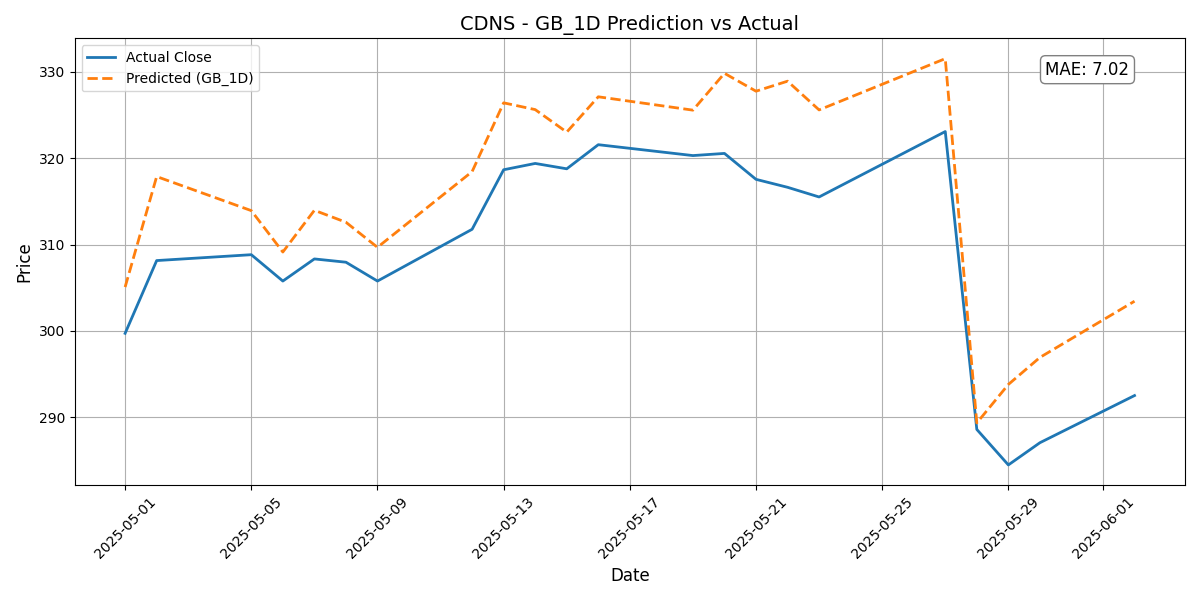 CDNS - GB_1D Prediction vs Actual
Actual Close
Predicted (GB_1D)
MAE: 7.02
Price
330
320
310
300
290
2025-05-01
2025-05-05
2025-05-09
2025-05-13
2025-05-17
2025-05-21
2025-05-25
2025-05-29
2025-06-01
Date